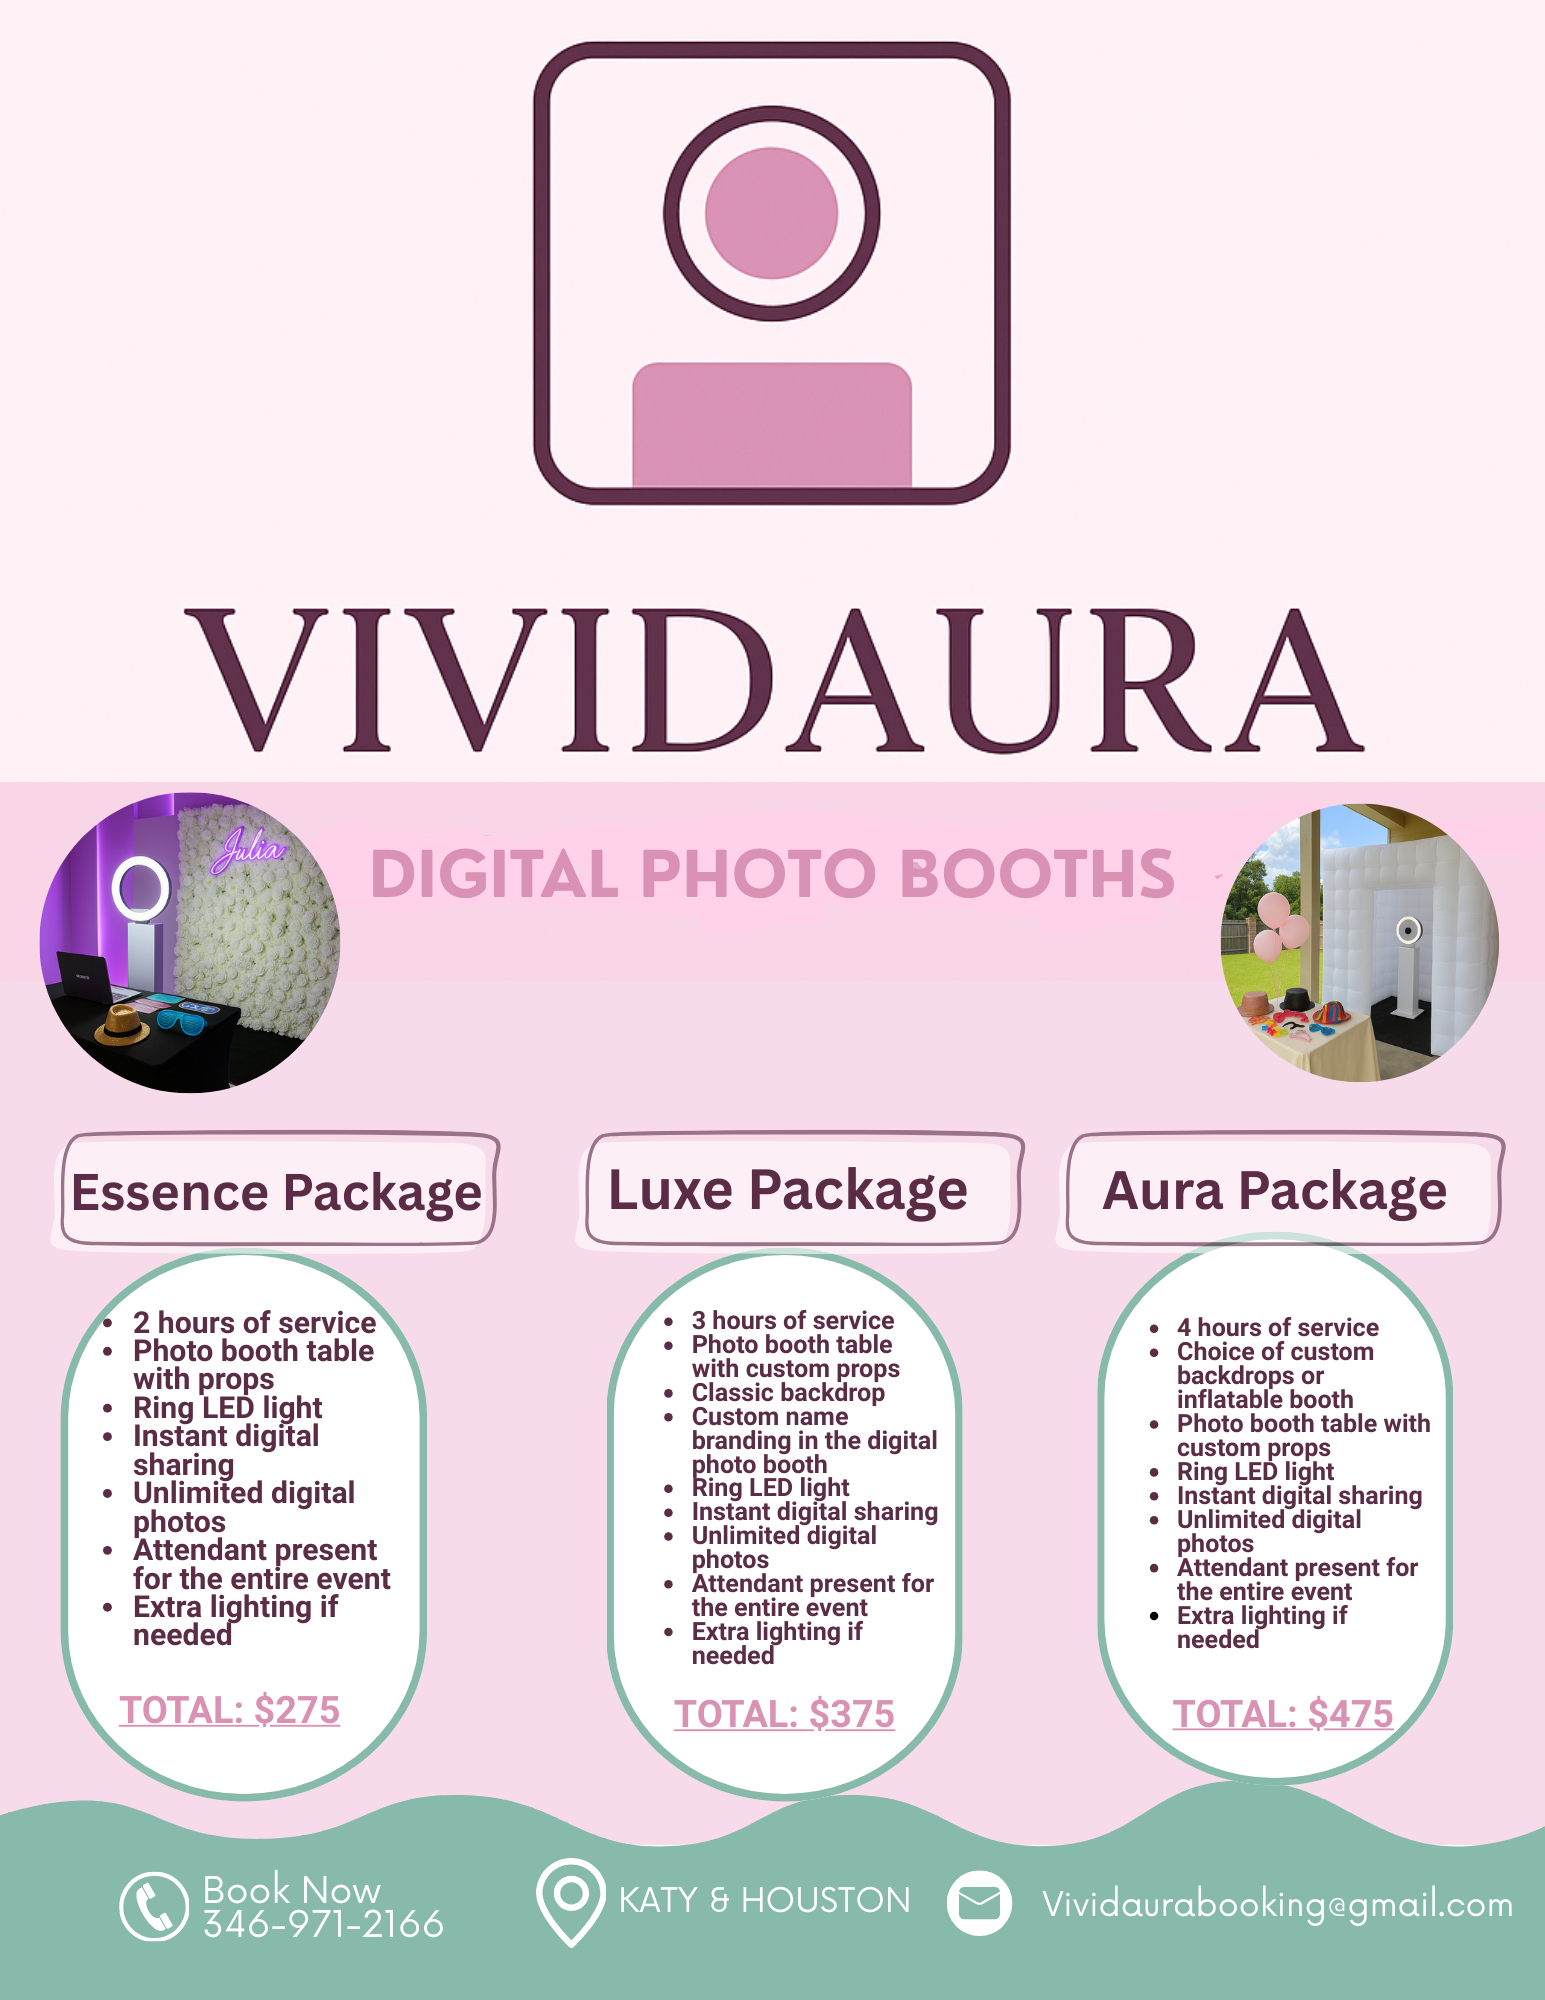 VIVIDAURA
Julia
DIGITAL PHOTO BOOTHS
Essence Package
• 2 hours of service
• Photo booth table
with props
• Ring LED light
• Instant digital
sharing
• Unlimited digital
photos
• Attendant present
for the entire event
• Extra lighting if
needed
TOTAL: $275
Luxe Package
• 3 hours of service
• Photo booth table
with custom props
• Classic backdrop
• Custom name
branding in the digital
photo booth
• Ring LED light
• Instant digital sharing
• Unlimited digital
photos
• Attendant present for
the entire event
• Extra lighting if
needed
TOTAL: $375
Aura Package
• 4 hours of service
• Choice of custom
backdrops or
inflatable booth
• Photo booth table with
custom props
• Ring LED light
• Instant digital sharing
• Unlimited digital
photos
• Attendant present for
the entire event
• Extra lighting if
needed
TOTAL: $475
Book Now
346-971-2166
KATY & HOUSTON
Vividaurabooking@gmail.com